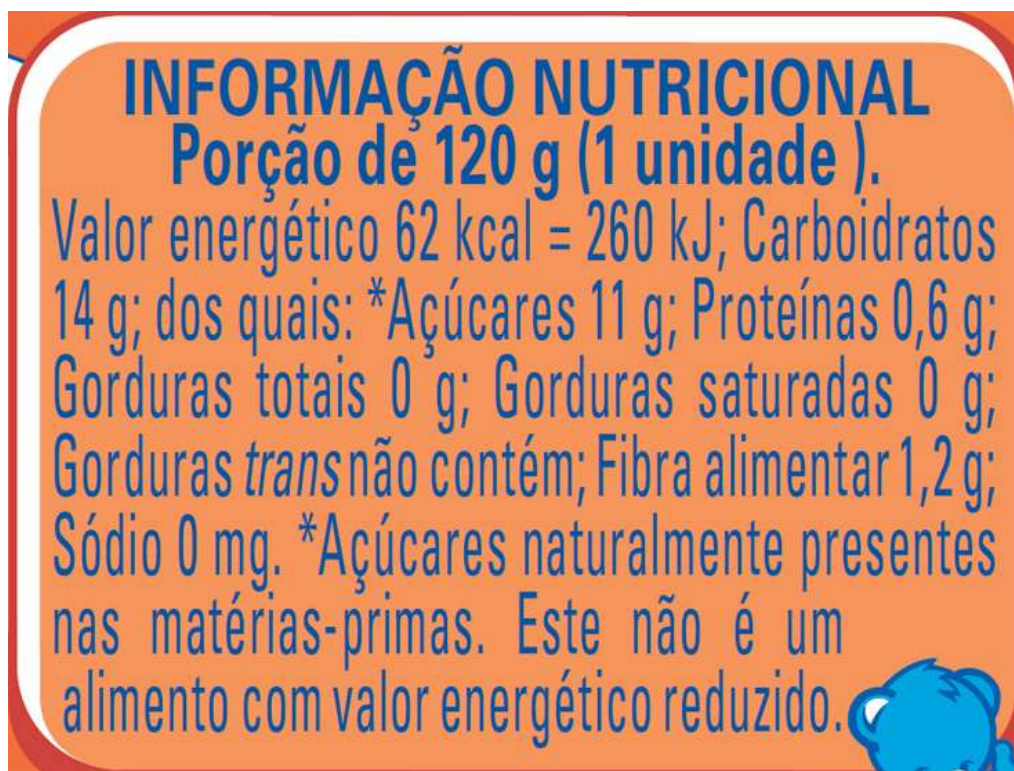 INFORMAÇÃO NUTRICIONAL
Porção de 120 g (1 unidade ).
Valor energético 62 kcal = 260 kJ; Carboidratos
14 g; dos quais: *Açúcares 11 g; Proteínas 0,6 g;
Gorduras totais 0 g; Gorduras saturadas 0 g;
Gorduras trans não contém; Fibra alimentar 1,2 g;
Sódio 0 mg. *Açúcares naturalmente presentes
nas matérias-primas. Este não é um
alimento com valor energético reduzido.